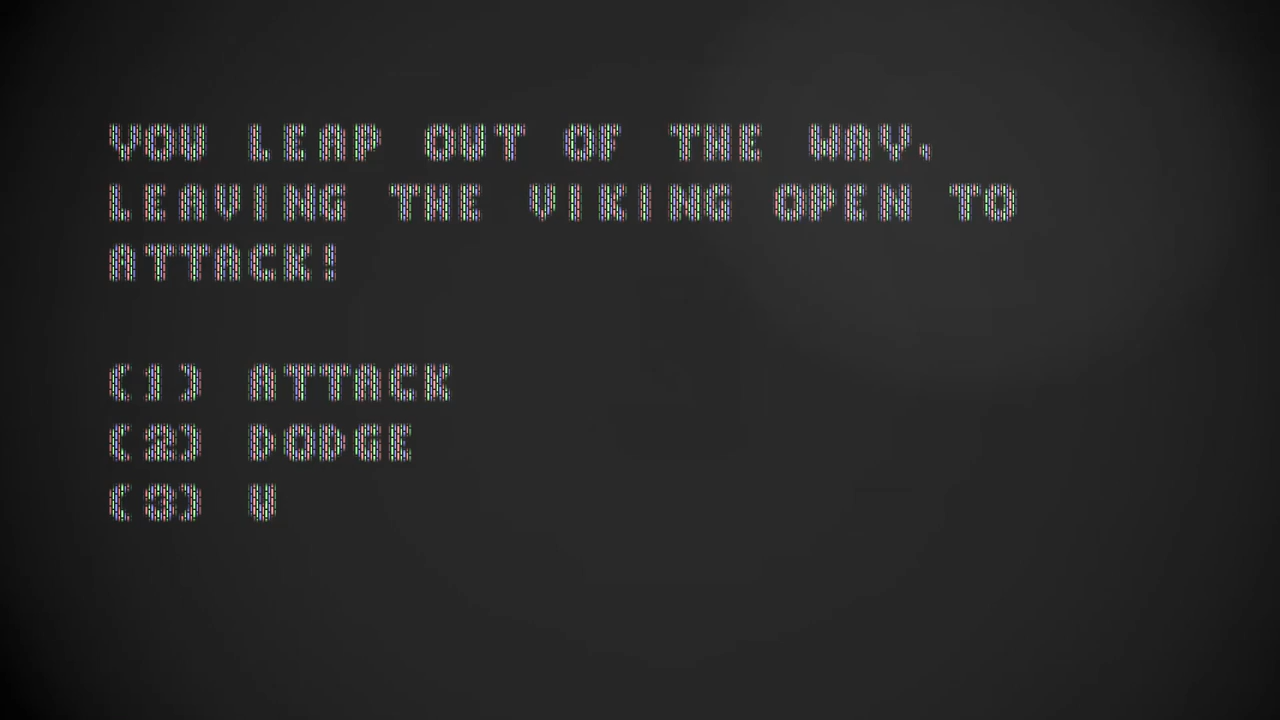 YOU LEAP OUT OF THE WAY,
LEAVING THE VIKING OPEN TO
ATTACK!
(1) ATTACK
(2) DODGE
(3) U